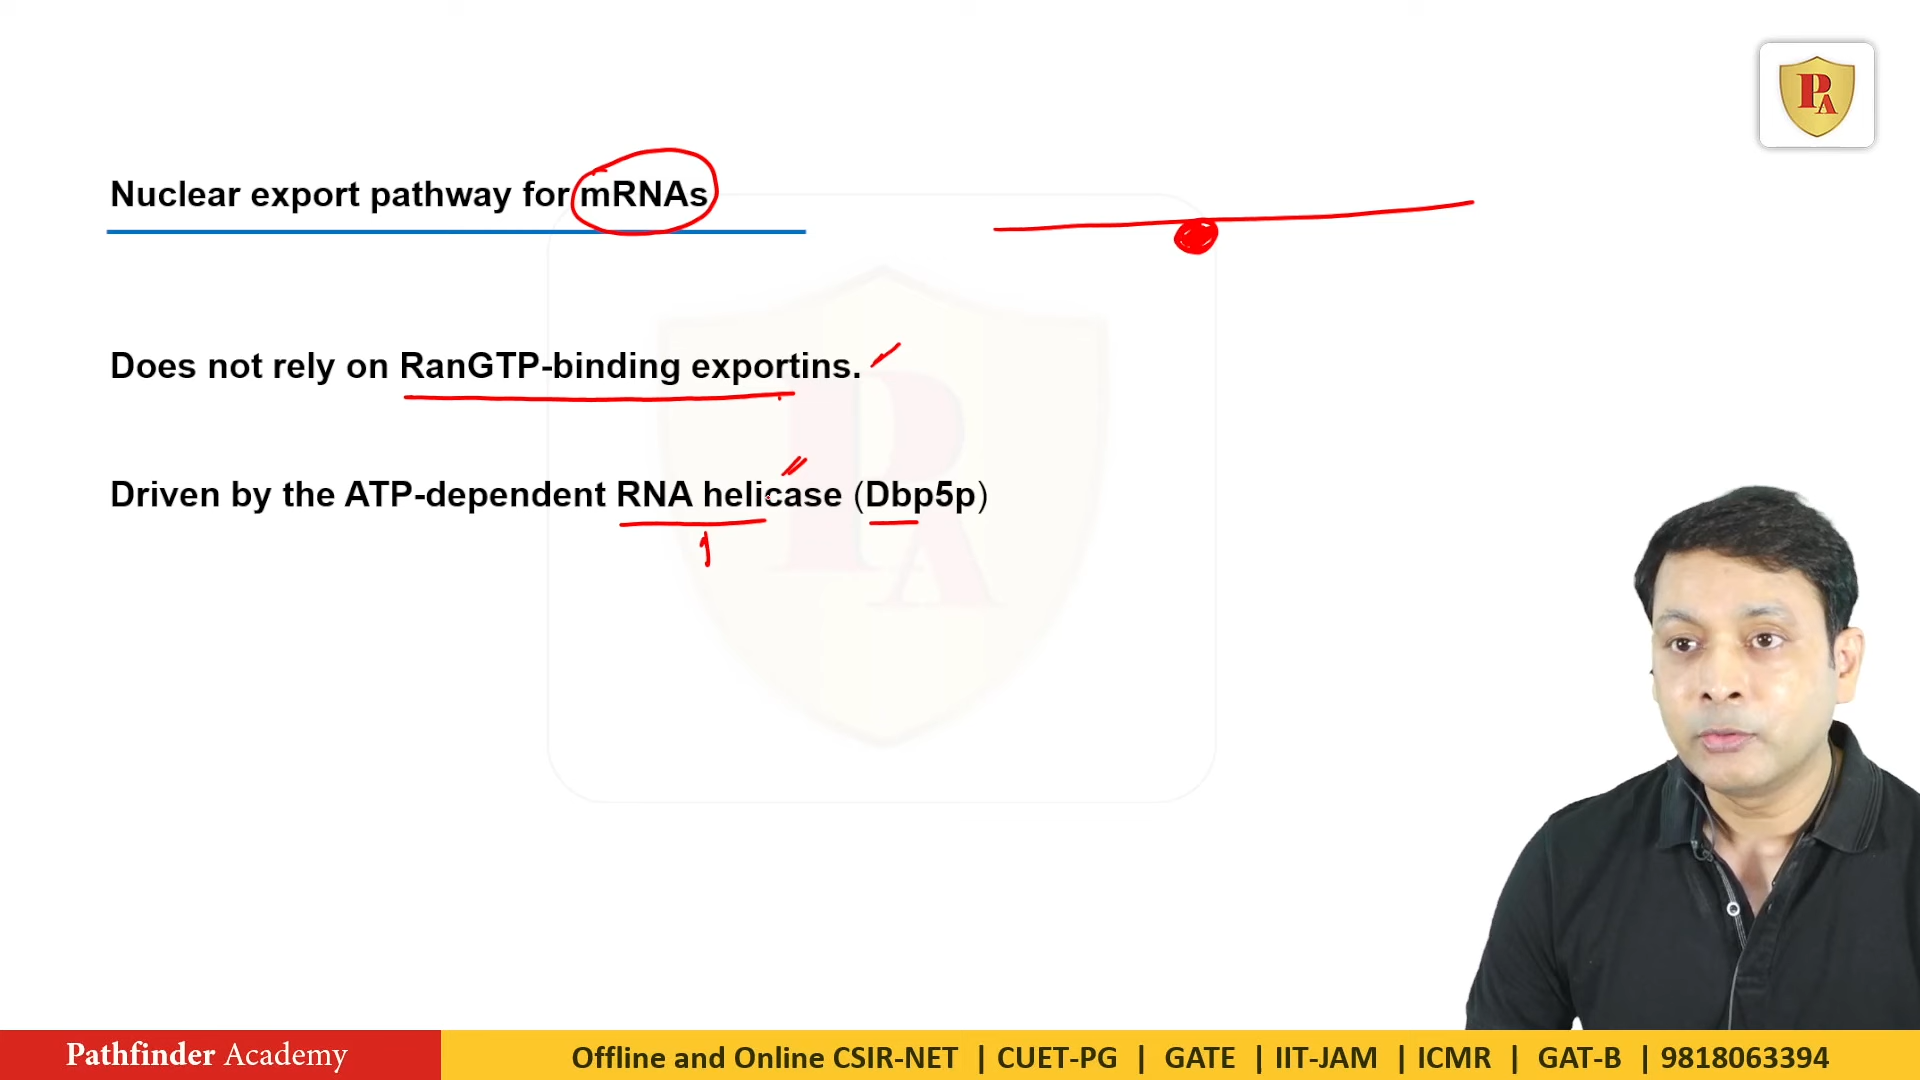 PA
Nuclear export pathway for mRNAs
Does not rely on RanGTP-binding exportins.
Driven by the ATP-dependent RNA helicase (Dbp5p)
PA
Pathfinder Academy
Offline and Online CSIR-NET | CUET-PG | GATE | IIT-JAM | ICMR | GAT-B | 9818063394